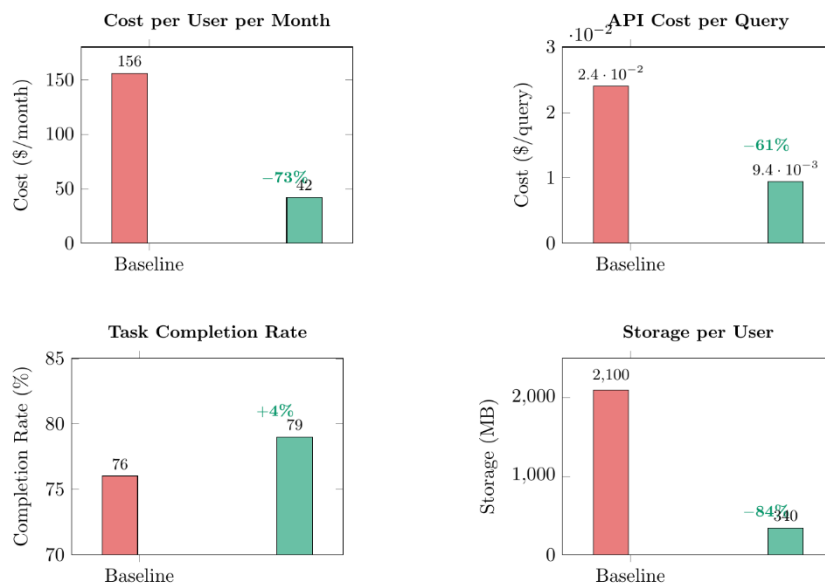 Cost per User per Month
Cost ($/month)
150
100
50
0
156
−73%
42
Baseline
API Cost per Query
·10⁻²
Cost ($/query)
3
2
1
0
2.4 · 10⁻²
−61%
9.4 · 10⁻³
Baseline
Task Completion Rate
Completion Rate (%)
85
80
75
70
76
+4%
79
Baseline
Storage per User
Storage (MB)
2,000
1,000
0
2,100
−84%
340
Baseline